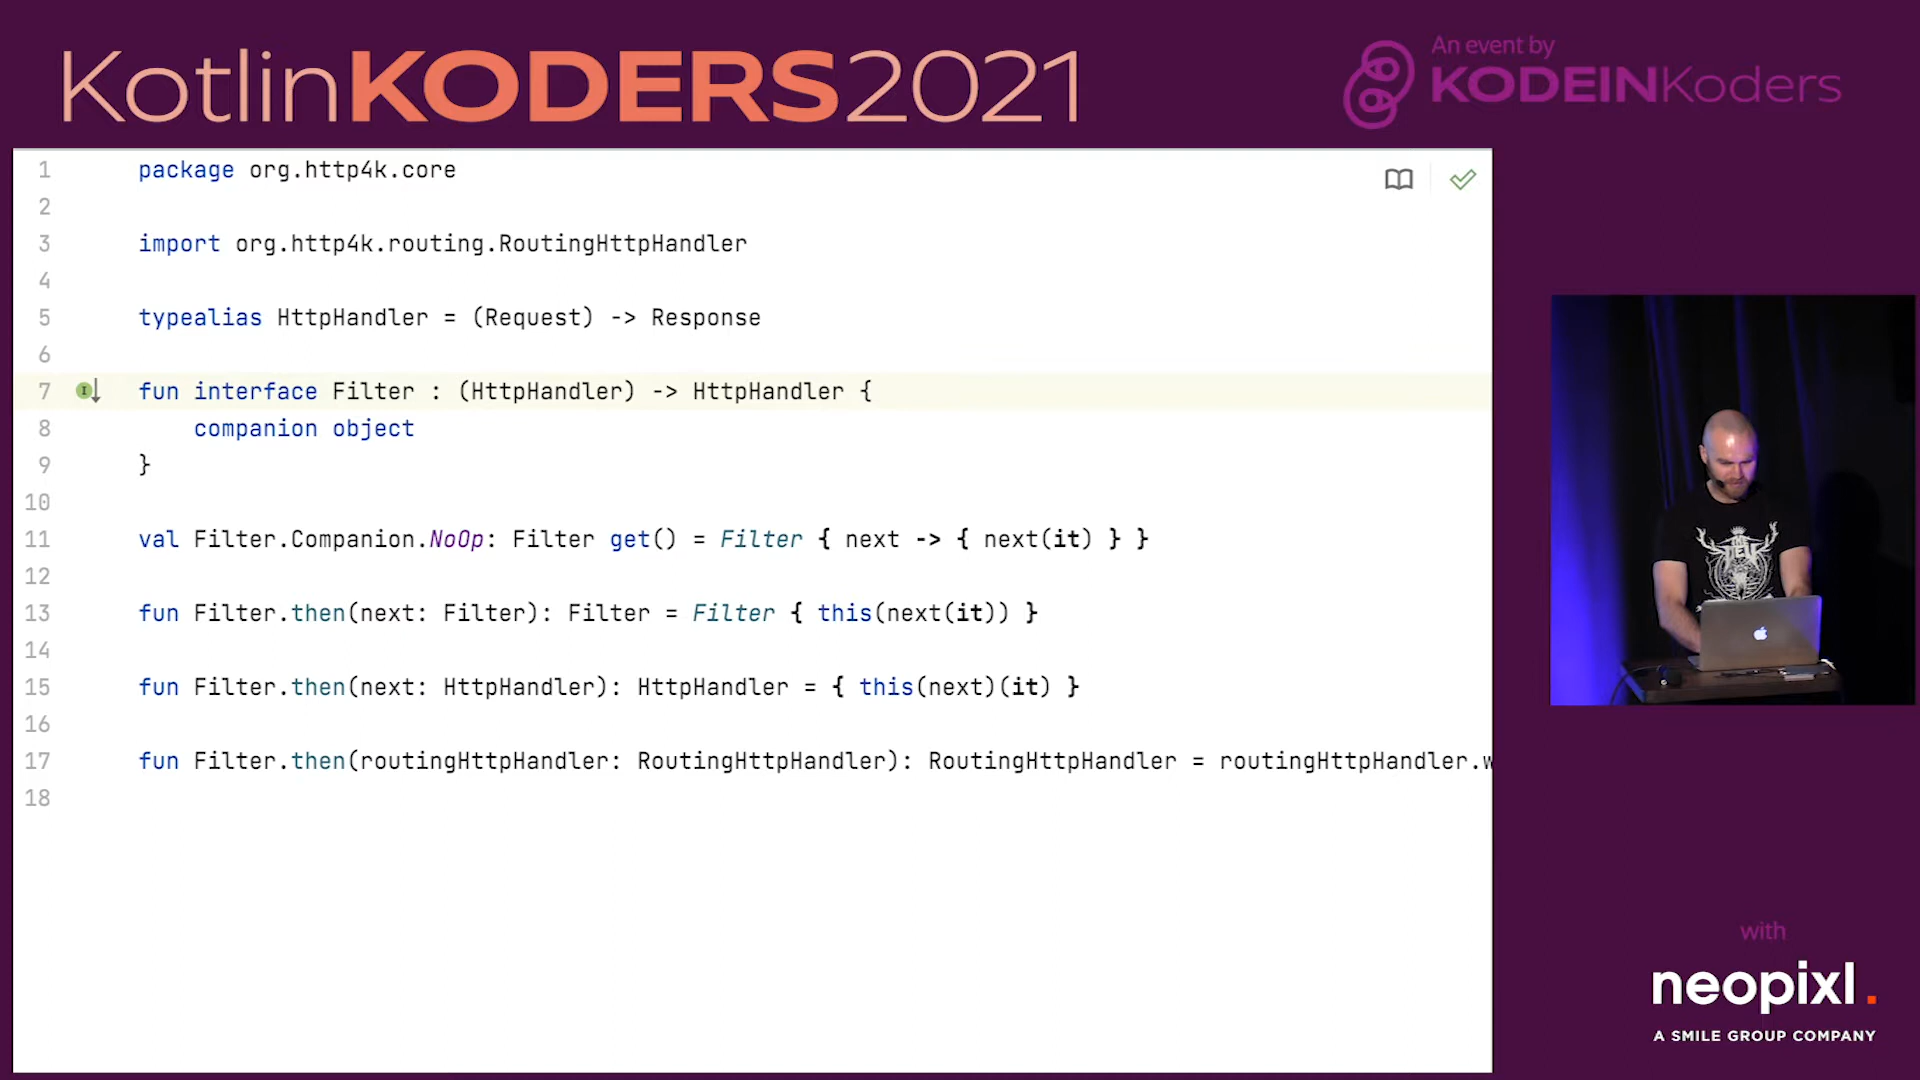 KotlinKODERS2021
An event by
KODEINKoders
1 package org.http4k.core
2
3 import org.http4k.routing.RoutingHttpHandler
4
5 typealias HttpHandler = (Request) -> Response
6
7 fun interface Filter : (HttpHandler) -> HttpHandler {
8 companion object
9 }
10
11 val Filter.Companion.NoOp: Filter get() = Filter { next -> { next(it) } }
12
13 fun Filter.then(next: Filter): Filter = Filter { this(next(it)) }
14
15 fun Filter.then(next: HttpHandler): HttpHandler = { this(next)(it) }
16
17 fun Filter.then(routingHttpHandler: RoutingHttpHandler): RoutingHttpHandler = routingHttpHandler.w
18
with
neopixl.
A SMILE GROUP COMPANY